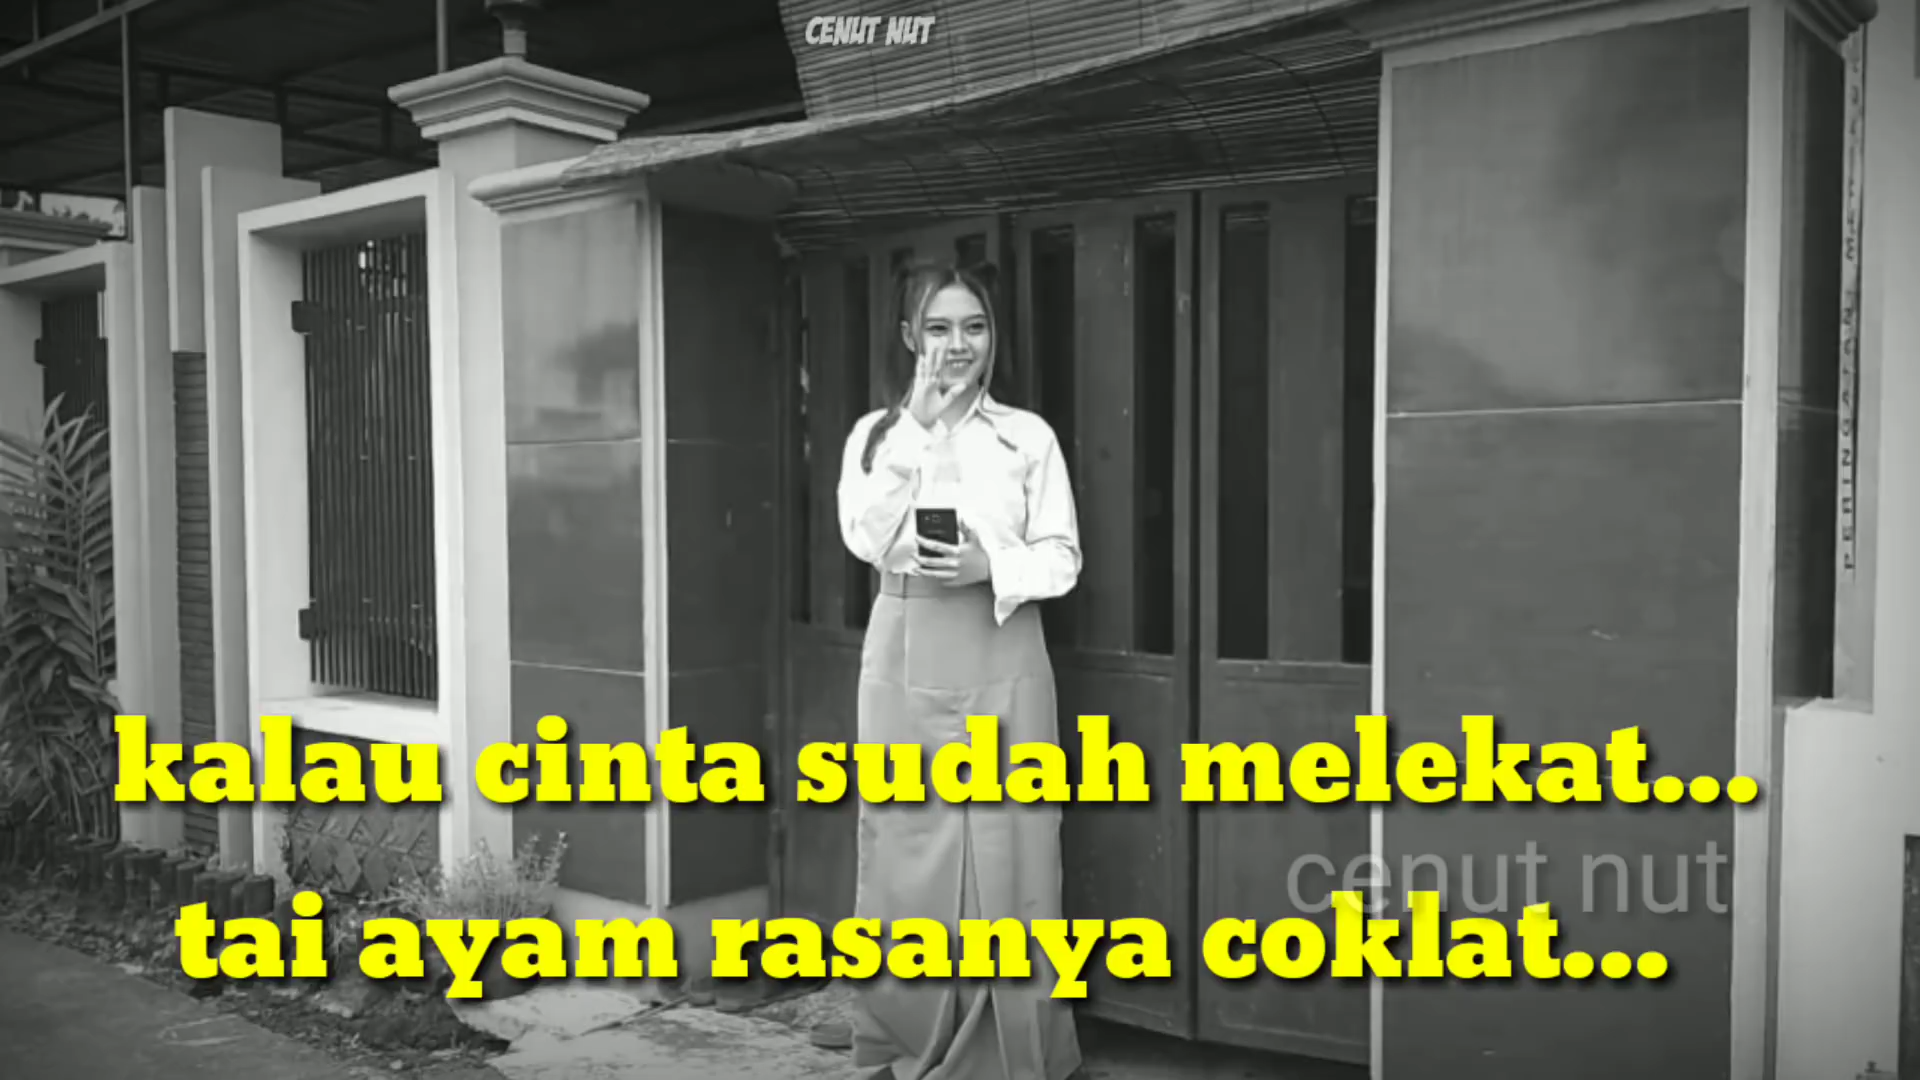 CENUT NUT
kalau cinta sudah melekat...
cenut nut
tai ayam rasanya coklat...